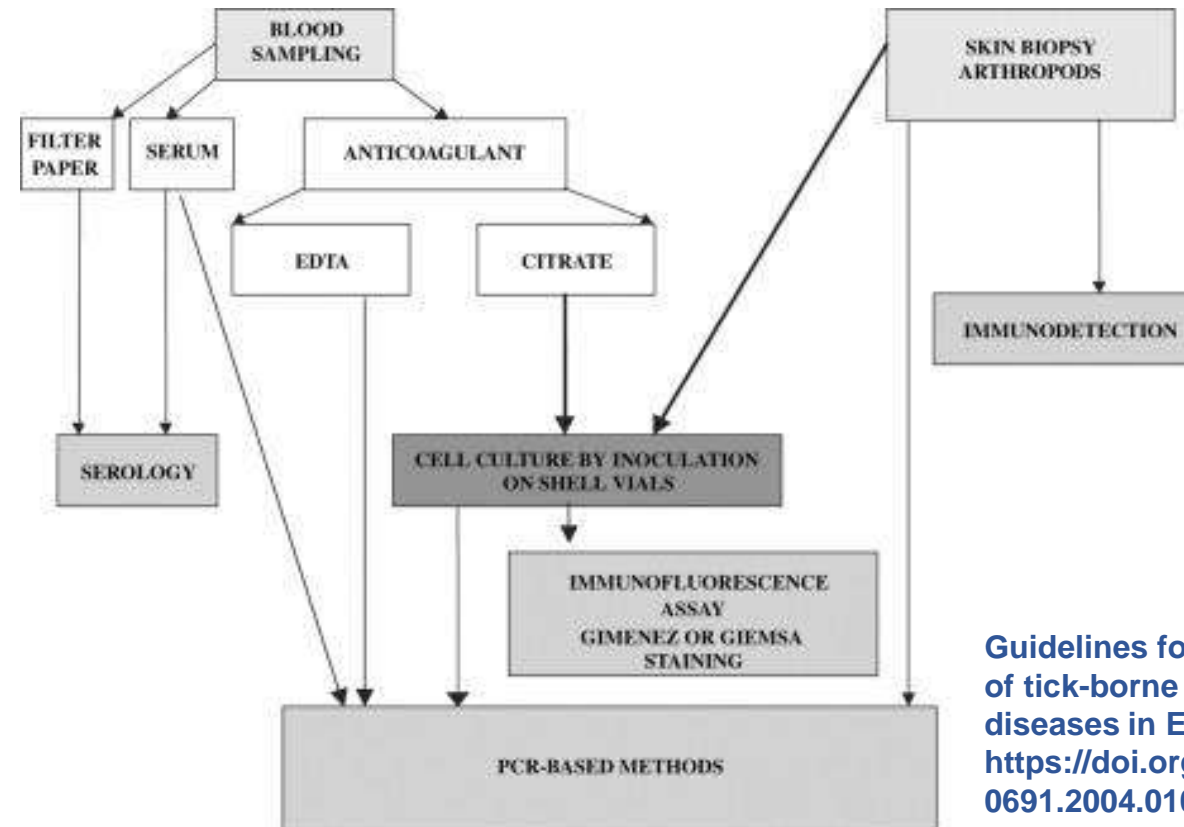 BLOOD
SAMPLING
SKIN BIOPSY
ARTHROPODS
FILTER
PAPER
SERUM
ANTICOAGULANT
EDTA
CITRATE
IMMUNODETECTION
SEROLOGY
CELL CULTURE BY INOCULATION
ON SHELL VIALS
IMMUNOFLUORESCENCE
ASSAY
GIMENEZ OR GIEMSA
STAINING
PCR-BASED METHODS
Guidelines fo
of tick-borne
diseases in E
https://doi.org
0691.2004.010